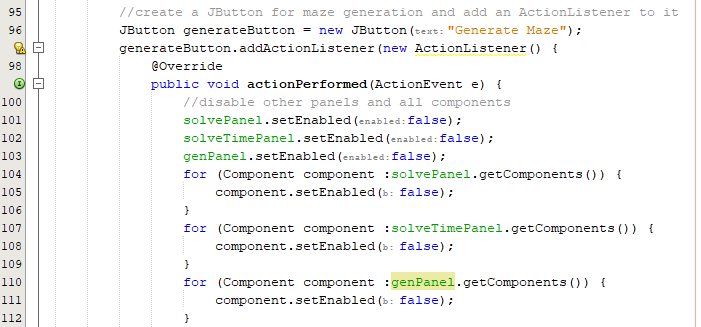 95 //create a JButton for maze generation and add an ActionListener to it
96 JButton generateButton = new JButton(text: "Generate Maze");
generateButton.addActionListener(new ActionListener() {
98 @Override
public void actionPerformed(ActionEvent e) {
100 //disable other panels and all components
101 solvePanel.setEnabled(enabled: false);
102 solveTimePanel.setEnabled(enabled: false);
103 genPanel.setEnabled(enabled: false);
104 for (Component component :solvePanel.getComponents()) {
105 component.setEnabled(b: false);
106 }
107 for (Component component :solveTimePanel.getComponents()) {
108 component.setEnabled(b: false);
109 }
110 for (Component component :genPanel.getComponents()) {
111 component.setEnabled(b: false);
112 }